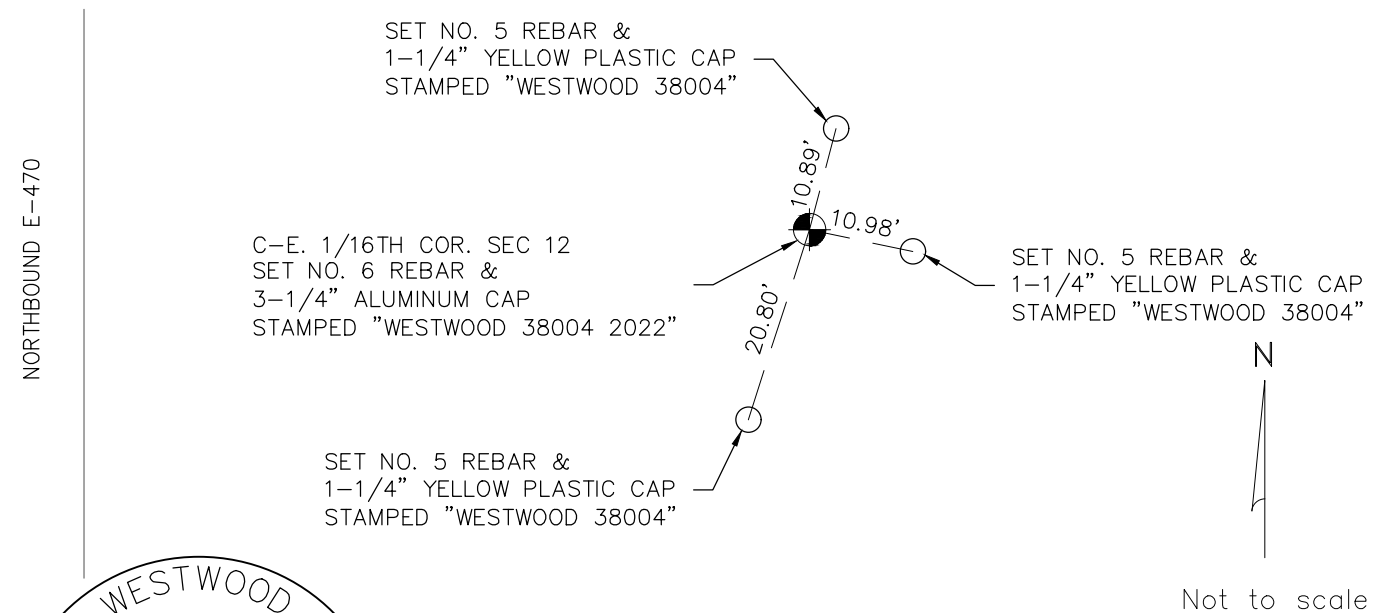 SET NO. 5 REBAR &
1-1/4" YELLOW PLASTIC CAP
STAMPED "WESTWOOD 38004"
NORTHBOUND E-470
10.89'
10.98'
C-E. 1/16TH COR. SEC 12
SET NO. 6 REBAR &
3-1/4" ALUMINUM CAP
STAMPED "WESTWOOD 38004 2022"
SET NO. 5 REBAR &
1-1/4" YELLOW PLASTIC CAP
STAMPED "WESTWOOD 38004"
20.80'
N
SET NO. 5 REBAR &
1-1/4" YELLOW PLASTIC CAP
STAMPED "WESTWOOD 38004"
WESTWOOD
Not to scale